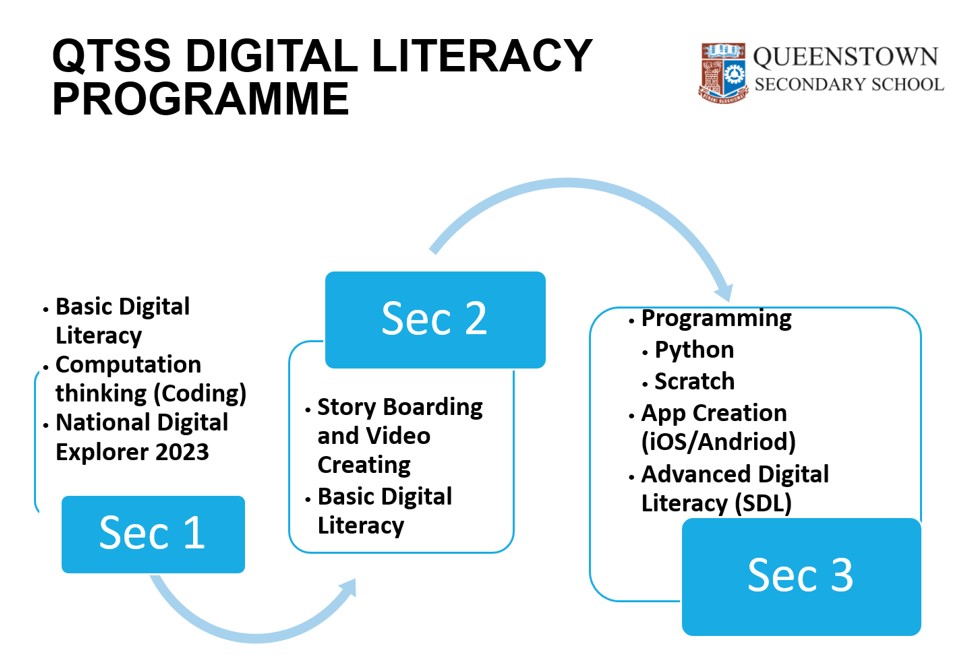 QTSS DIGITAL LITERACY
PROGRAMME
QUEENSTOWN
SECONDARY SCHOOL
• Basic Digital
Literacy
• Computation
thinking (Coding)
• National Digital
Explorer 2023
Sec 1
Sec 2
• Story Boarding
and Video
Creating
• Basic Digital
Literacy
• Programming
• Python
• Scratch
• App Creation
(iOS/Andriod)
• Advanced Digital
Literacy (SDL)
Sec 3